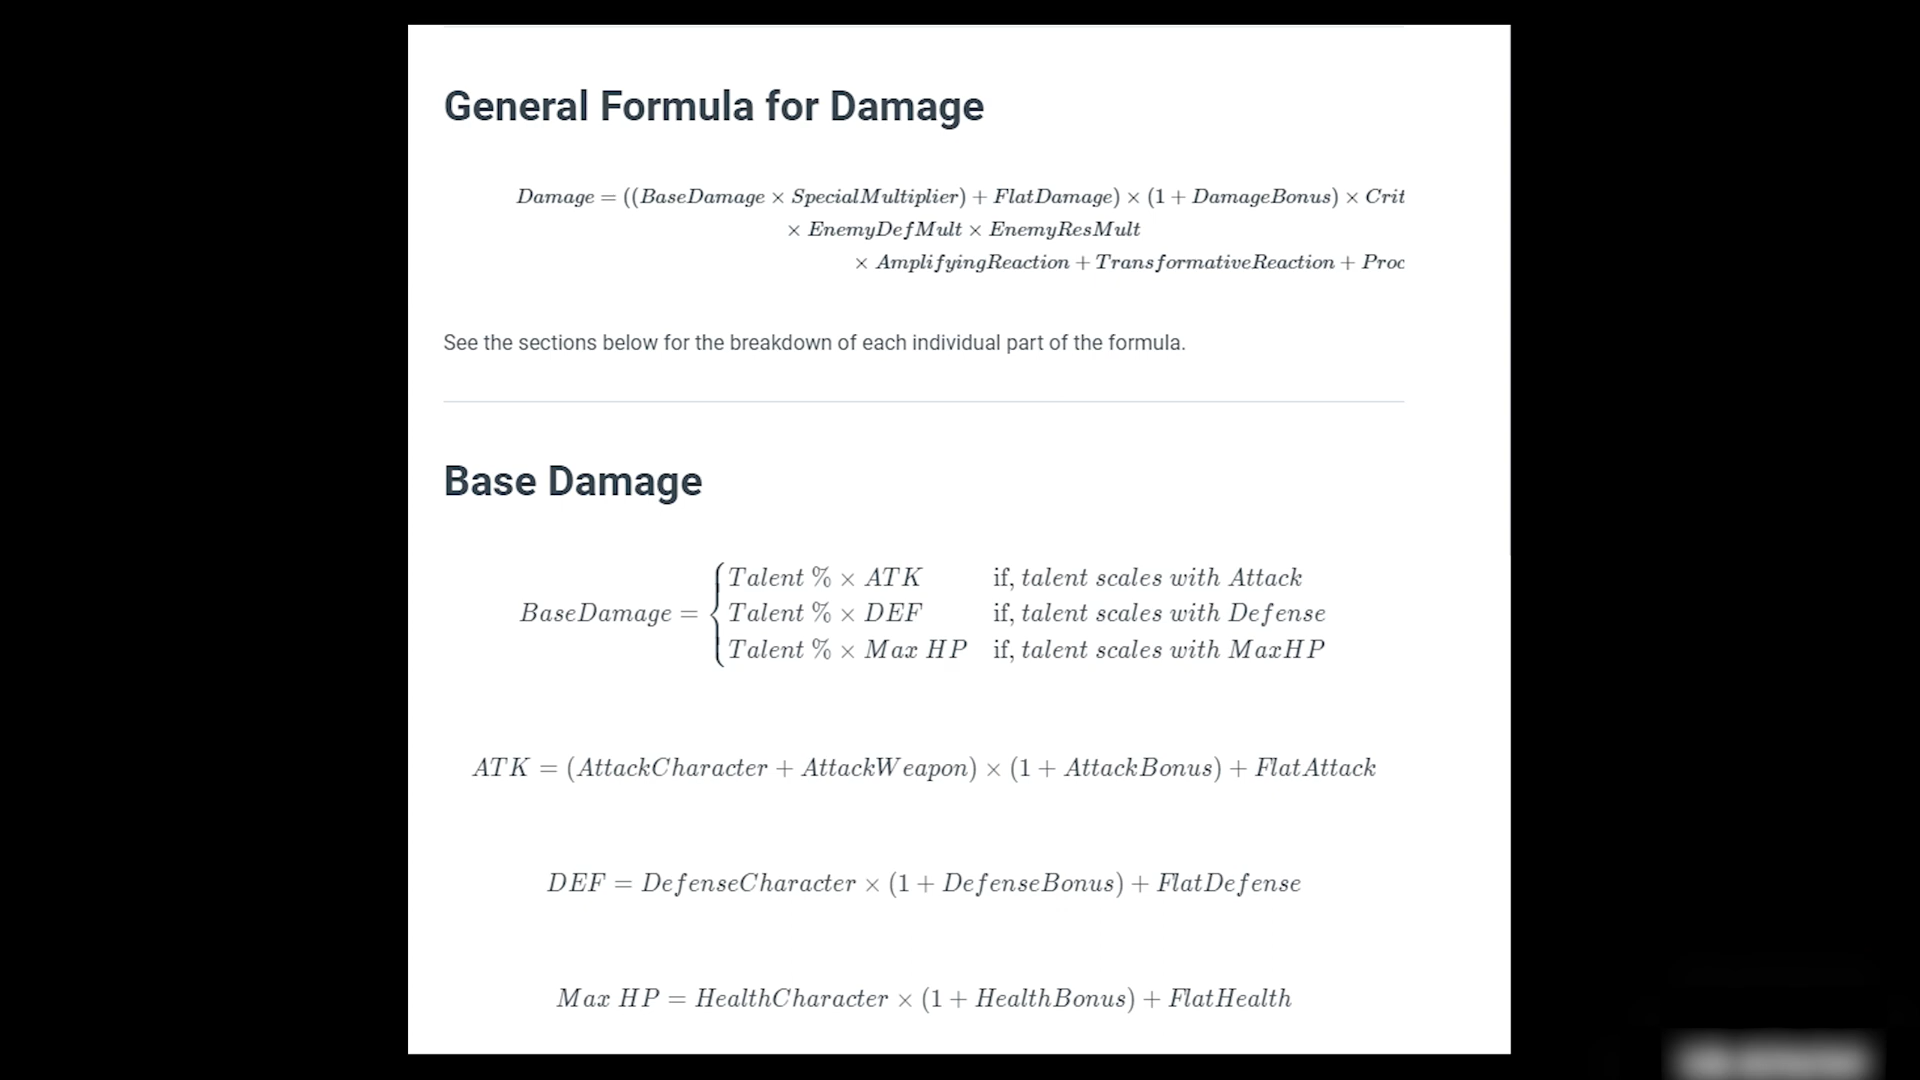 General Formula for Damage
Damage = ((BaseDamage × SpecialMultiplier) + FlatDamage) × (1 + DamageBonus) × Crit
× EnemyDefMult × EnemyResMult
× AmplifyingReaction + TransformativeReaction + Proc
See the sections below for the breakdown of each individual part of the formula.
Base Damage
Talent % × ATK if, talent scales with Attack
BaseDamage = { Talent % × DEF if, talent scales with Defense
Talent % × Max HP if, talent scales with MaxHP
ATK = (AttackCharacter + AttackWeapon) × (1 + AttackBonus) + FlatAttack
DEF = DefenseCharacter × (1 + DefenseBonus) + FlatDefense
Max HP = HealthCharacter × (1 + HealthBonus) + FlatHealth